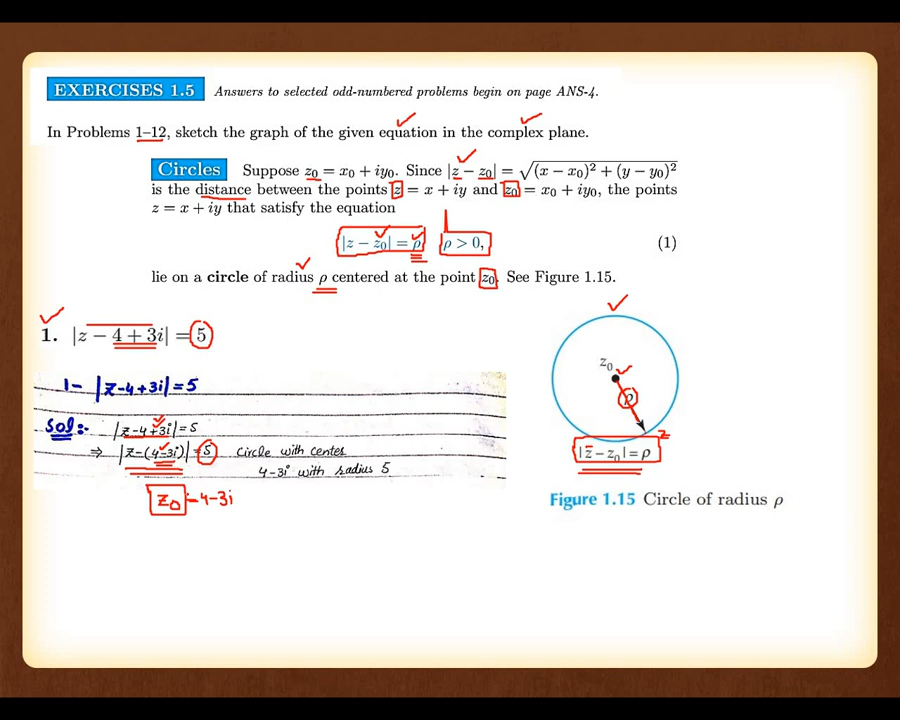 EXERCISES 1.5 Answers to selected odd-numbered problems begin on page ANS-4.
In Problems 1–12, sketch the graph of the given equation in the complex plane.
Circles Suppose z₀ = x₀ + iy₀. Since |z − z₀| = √(x − x₀)² + (y − y₀)²
is the distance between the points z = x + iy and z₀ = x₀ + iy₀, the points
z = x + iy that satisfy the equation
|z − z₀| = ρ ρ > 0, (1)
lie on a circle of radius ρ centered at the point z₀. See Figure 1.15.
1. |z − 4 + 3i| = 5
1- |z-4+3i| = 5
Sol:- |z-4+3i| = 5
⇒ |z-(4-3i)| = 5 Circle with center
4-3i with radius 5
z₀ = 4-3i
z₀
ρ
z
|z − z₀| = ρ
Figure 1.15 Circle of radius ρ